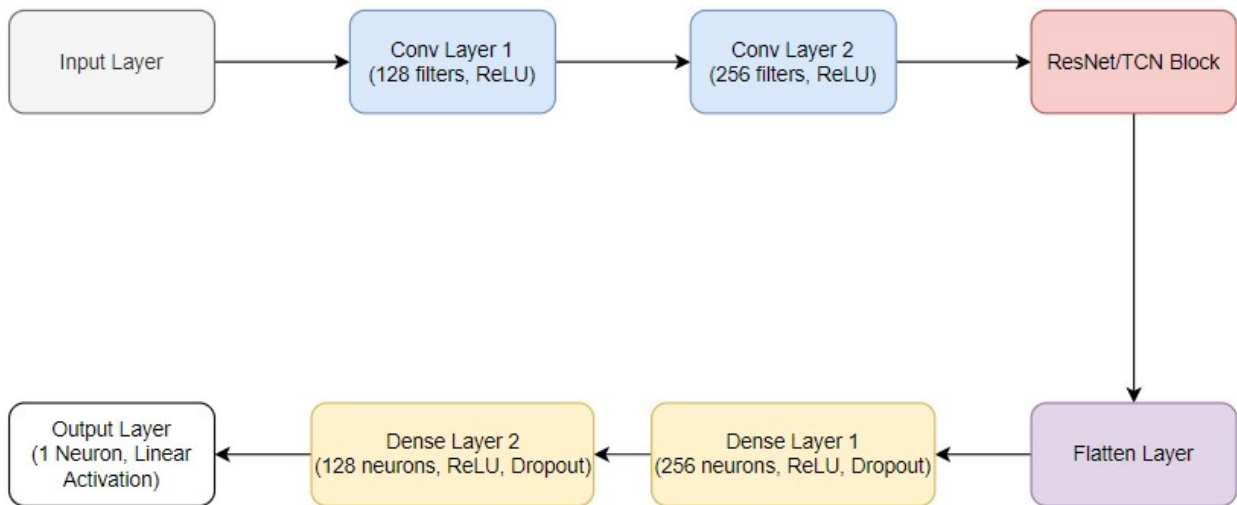 Input Layer
Conv Layer 1
(128 filters, ReLU)
Conv Layer 2
(256 filters, ReLU)
ResNet/TCN Block
Flatten Layer
Dense Layer 1
(256 neurons, ReLU, Dropout)
Dense Layer 2
(128 neurons, ReLU, Dropout)
Output Layer
(1 Neuron, Linear
Activation)